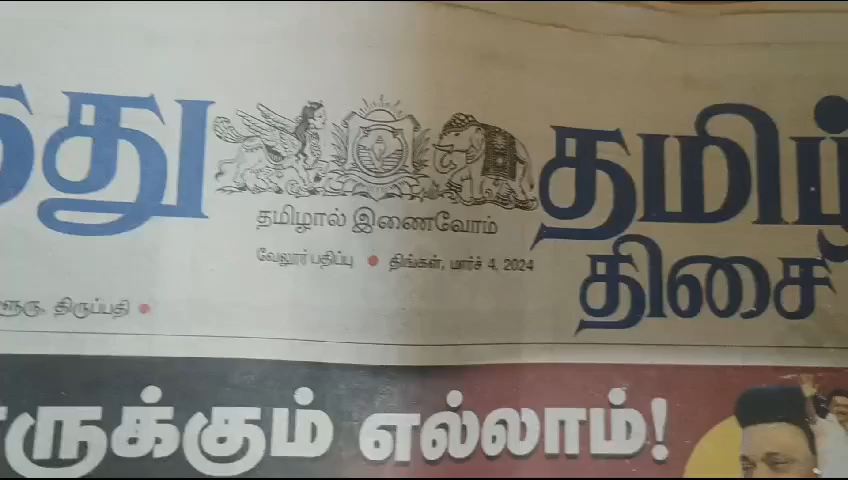 து தமிழ்
தமிழால் இணைவோம்
திசை
வேலூர் பதிப்பு • திங்கள், மார்ச் 4, 2024
திருப்பதி •
எல்லாம்!